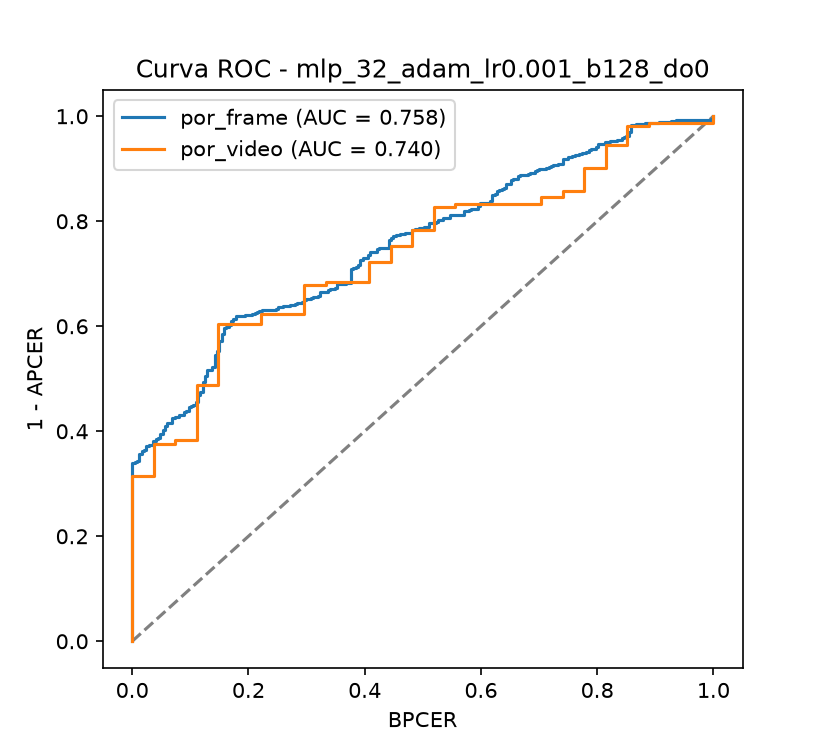 Curva ROC - mlp_32_adam_lr0.001_b128_do0
por_frame (AUC = 0.758)
por_video (AUC = 0.740)
1.0
0.8
0.6
0.4
0.2
0.0
1 - APCER
0.0 0.2 0.4 0.6 0.8 1.0
BPCER